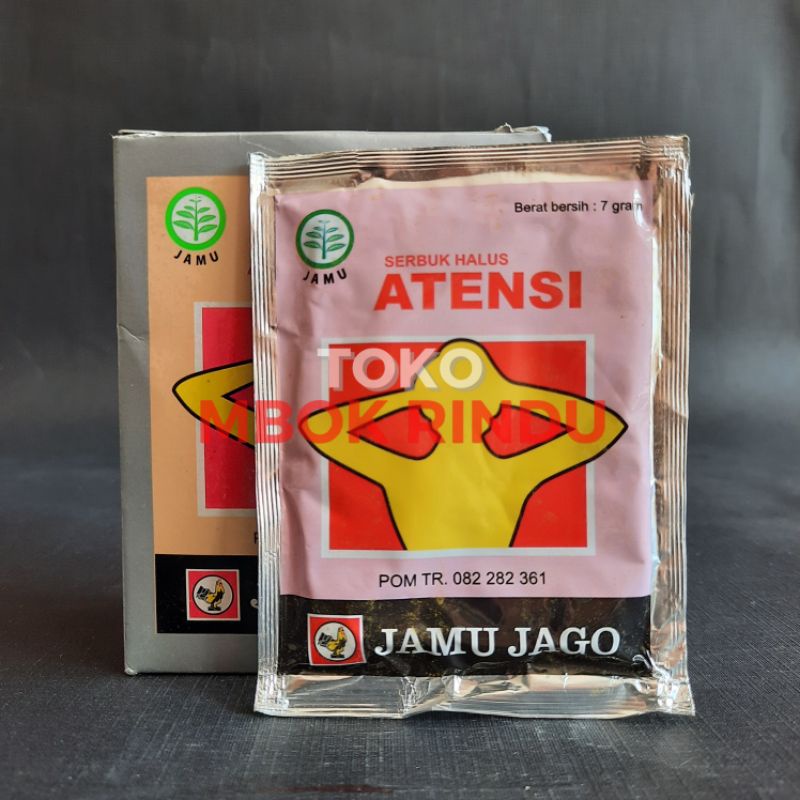 JAMU
Berat bersih : 7 gram
JAMU
SERBUK HALUS
ATENSI
TOKO
MBOK RINDU
POM TR. 082 282 361
JAMU JAGO